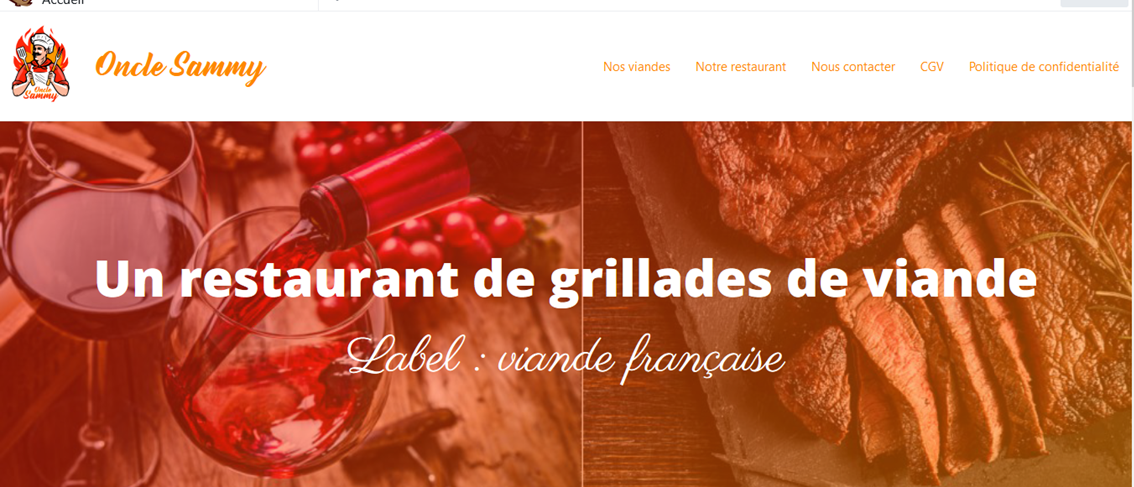 Accueil
Oncle Sammy
Oncle Sammy
Nos viandes Notre restaurant Nous contacter CGV Politique de confidentialité
Un restaurant de grillades de viande
Label : viande française